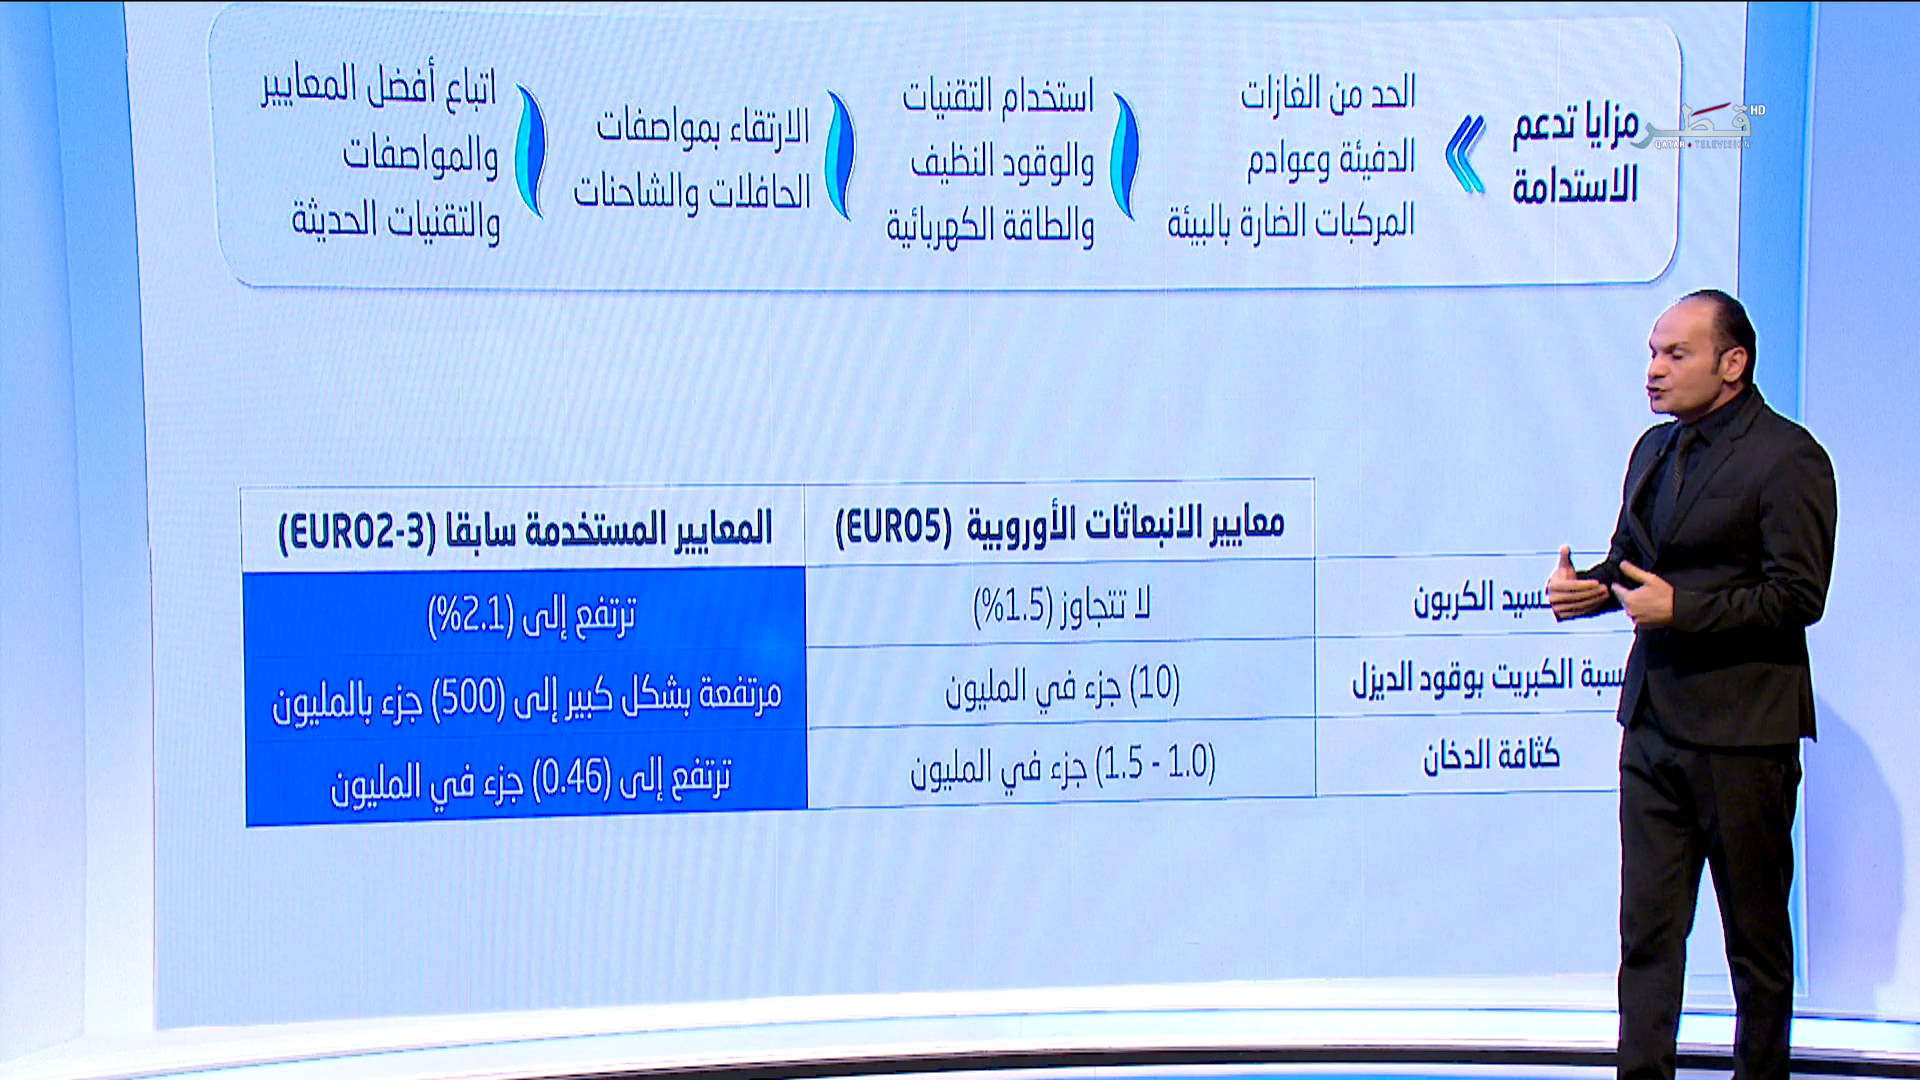 مزايا تدعم
الاستدامة
الحد من الغازات
الدفيئة وعوادم
المركبات الضارة بالبيئة
استخدام التقنيات
والوقود النظيف
والطاقة الكهربائية
الارتقاء بمواصفات
الحافلات والشاحنات
اتباع أفضل المعايير
والمواصفات
والتقنيات الحديثة
قطر HD
QATAR TELEVISION
معايير الانبعاثات الأوروبية (EURO5)
المعايير المستخدمة سابقا (EURO2-3)
الكربون
لا تتجاوز (1.5%)
ترتفع إلى (2.1%)
الكبريت بوقود الديزل
(10) جزء في المليون
مرتفعة بشكل كبير إلى (500) جزء بالمليون
كثافة الدخان
(1.0 - 1.5) جزء في المليون
ترتفع إلى (0.46) جزء في المليون